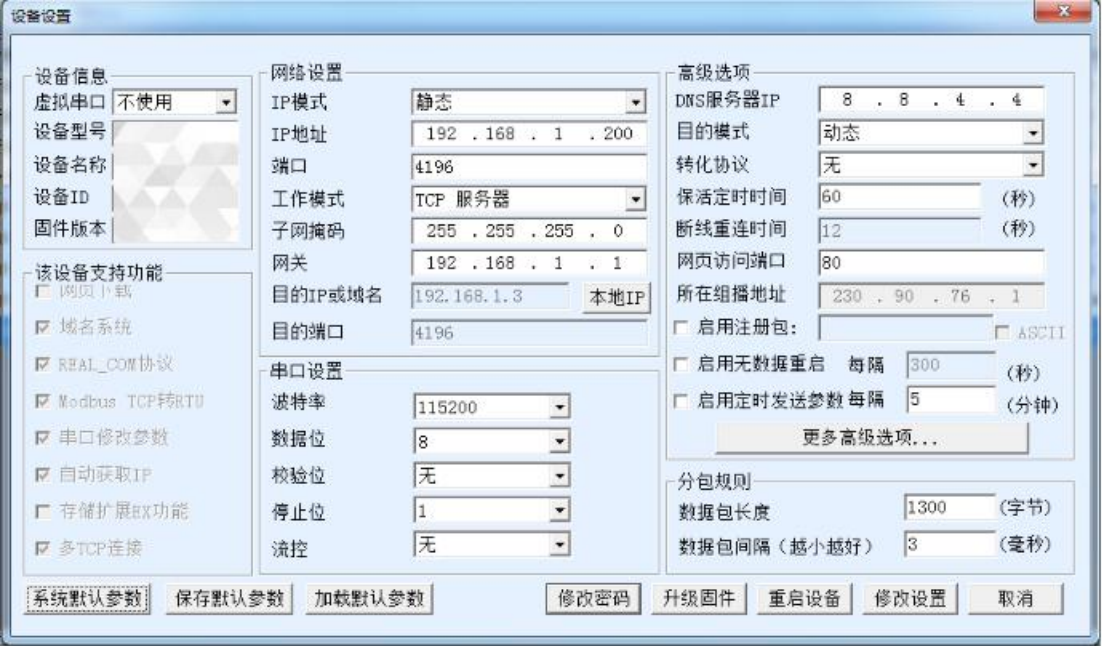 设备设置
设备信息
虚拟串口 不使用
设备型号
设备名称
设备ID
固件版本
该设备支持功能
网页下载
域名系统
REAL_COM协议
Modbus TCP转RTU
串口修改参数
自动获取IP
存储扩展EX功能
多TCP连接
网络设置
IP模式 静态
IP地址 192 . 168 . 1 . 200
端口 4196
工作模式 TCP 服务器
子网掩码 255 . 255 . 255 . 0
网关 192 . 168 . 1 . 1
目的IP或域名 192.168.1.3 本地IP
目的端口 4196
串口设置
波特率 115200
数据位 8
校验位 无
停止位 1
流控 无
高级选项
DNS服务器IP 8 . 8 . 4 . 4
目的模式 动态
转化协议 无
保活定时时间 60 (秒)
断线重连时间 12 (秒)
网页访问端口 80
所在组播地址 230 . 90 . 76 . 1
启用注册包: ASCII
启用无数据重启 每隔 300 (秒)
启用定时发送参数 每隔 5 (分钟)
更多高级选项...
分包规则
数据包长度 1300 (字节)
数据包间隔(越小越好) 3 (毫秒)
系统默认参数 保存默认参数 加载默认参数 修改密码 升级固件 重启设备 修改设置 取消